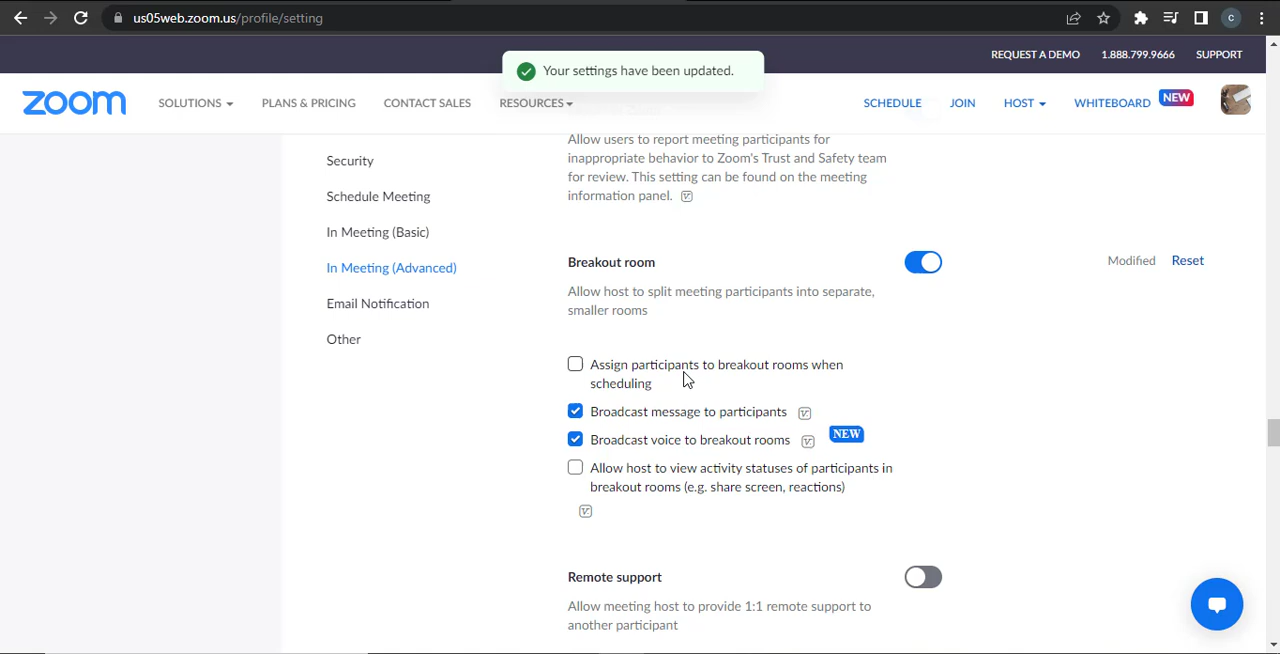 us05web.zoom.us/profile/setting
C
REQUEST A DEMO 1.888.799.9666 SUPPORT
Your settings have been updated.
zoom SOLUTIONS PLANS & PRICING CONTACT SALES RESOURCES SCHEDULE JOIN HOST WHITEBOARD NEW
Allow users to report meeting participants for
inappropriate behavior to Zoom's Trust and Safety team
for review. This setting can be found on the meeting
information panel.
Security
Schedule Meeting
In Meeting (Basic)
In Meeting (Advanced)
Email Notification
Other
Breakout room Modified Reset
Allow host to split meeting participants into separate,
smaller rooms
Assign participants to breakout rooms when
scheduling
Broadcast message to participants
Broadcast voice to breakout rooms NEW
Allow host to view activity statuses of participants in
breakout rooms (e.g. share screen, reactions)
Remote support
Allow meeting host to provide 1:1 remote support to
another participant